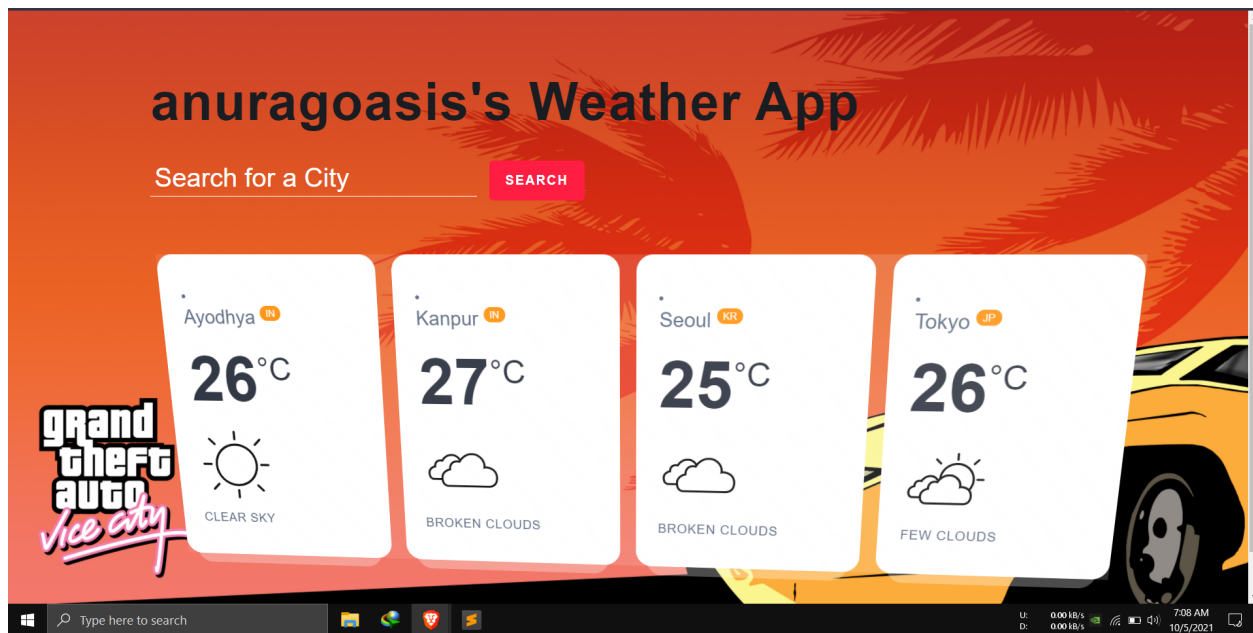 anuragoasis's Weather App
Search for a City
SEARCH
Ayodhya IN
26°C
CLEAR SKY
Kanpur IN
27°C
BROKEN CLOUDS
Seoul KR
25°C
BROKEN CLOUDS
Tokyo JP
26°C
FEW CLOUDS
grand
theft
auto
vice city
Type here to search
U: 0.00 kB/s
D: 0.00 kB/s
7:08 AM
10/5/2021